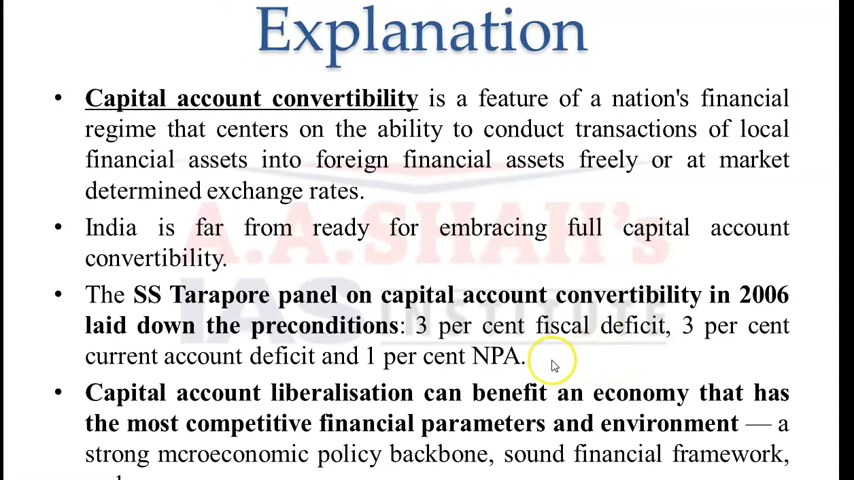 Explanation
• Capital account convertibility is a feature of a nation's financial
regime that centers on the ability to conduct transactions of local
financial assets into foreign financial assets freely or at market
determined exchange rates.
• India is far from ready for embracing full capital account
convertibility.
• The SS Tarapore panel on capital account convertibility in 2006
laid down the preconditions: 3 per cent fiscal deficit, 3 per cent
current account deficit and 1 per cent NPA.
• Capital account liberalisation can benefit an economy that has
the most competitive financial parameters and environment — a
strong mcroeconomic policy backbone, sound financial framework,
A.A.SHAH's
IAS INSTITUTE